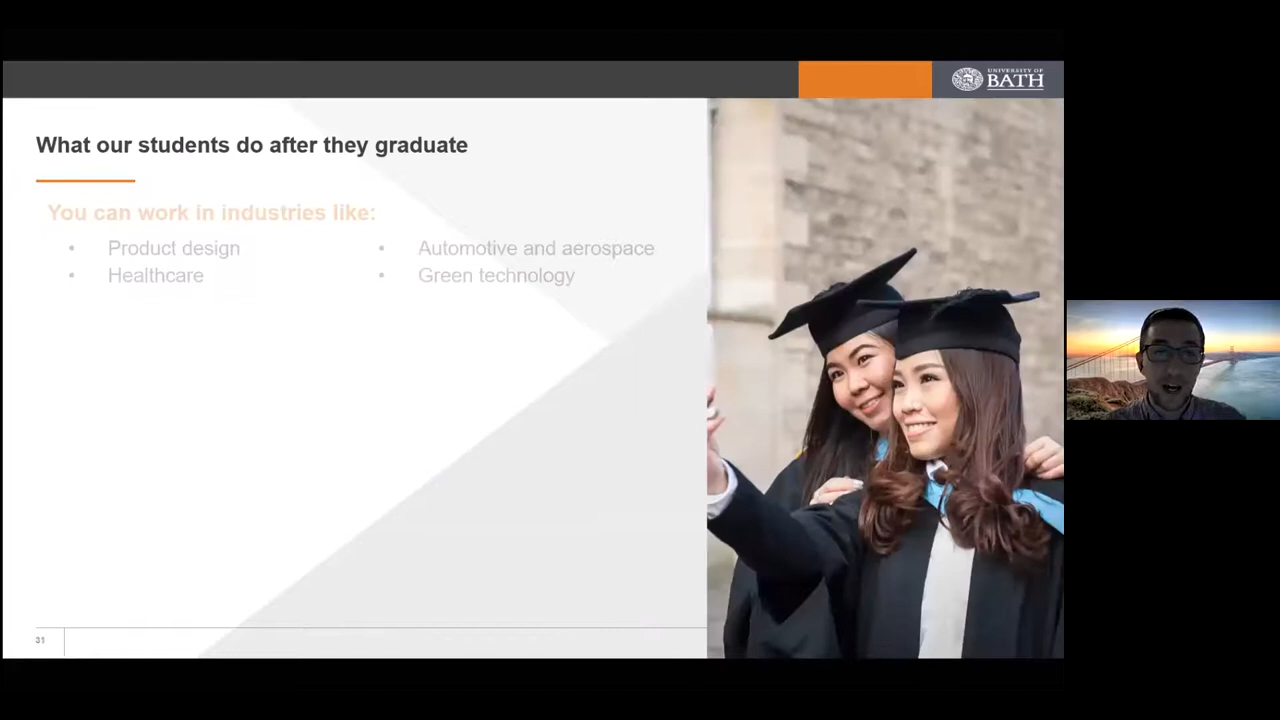 UNIVERSITY OF
BATH
What our students do after they graduate
You can work in industries like:
• Product design
• Healthcare
• Automotive and aerospace
• Green technology
31